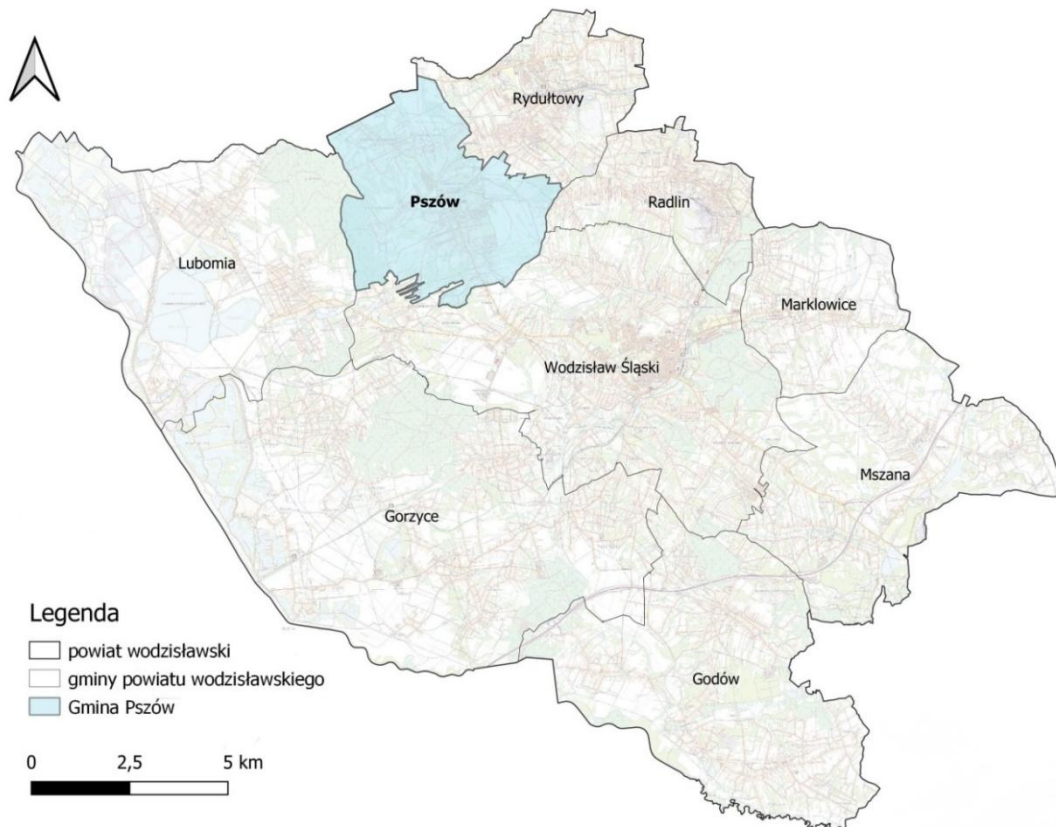 Rydułtowy
Pszów
Radlin
Lubomia
Marklowice
Wodzisław Śląski
Mszana
Gorzyce
Godów
Legenda
powiat wodzisławski
gminy powiatu wodzisławskiego
Gmina Pszów
0 2,5 5 km